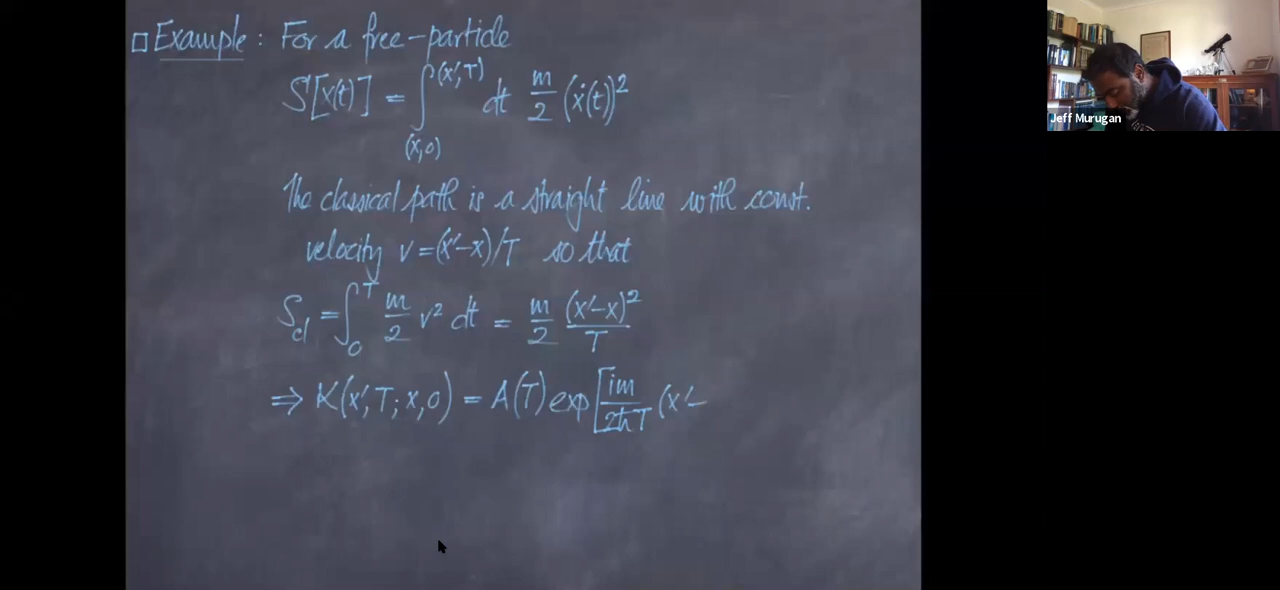 □ Example : For a free-particle
S[x(t)] = ∫_(x,0)^(x′,T) dt m/2 (ẋ(t))²
The classical path is a straight line with const.
velocity v = (x′-x)/T so that
S_cl = ∫_0^T m/2 v² dt = m/2 (x′-x)²/T
⇒ K(x′,T; x,0) = A(T) exp[im/2ħT (x′-
Jeff Murugan